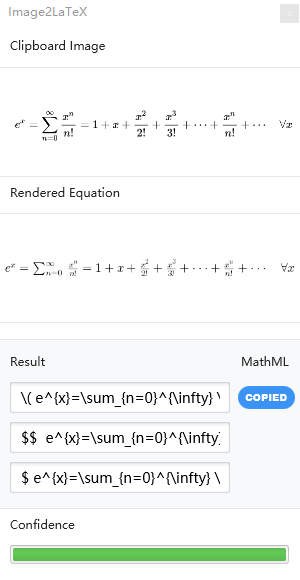 Image2LaTeX
x
Clipboard Image
e^x = \sum_{n=0}^{\infty} \frac{x^n}{n!} = 1 + x + \frac{x^2}{2!} + \frac{x^3}{3!} + \cdots + \frac{x^n}{n!} + \cdots \quad \forall x
Rendered Equation
e^x = \sum_{n=0}^{\infty} \frac{x^n}{n!} = 1 + x + \frac{x^2}{2!} + \frac{x^3}{3!} + \cdots + \frac{x^n}{n!} + \cdots \quad \forall x
Result MathML
\( e^{x}=\sum_{n=0}^{\infty} \ COPIED
$$ e^{x}=\sum_{n=0}^{\infty}
$ e^{x}=\sum_{n=0}^{\infty} \
Confidence